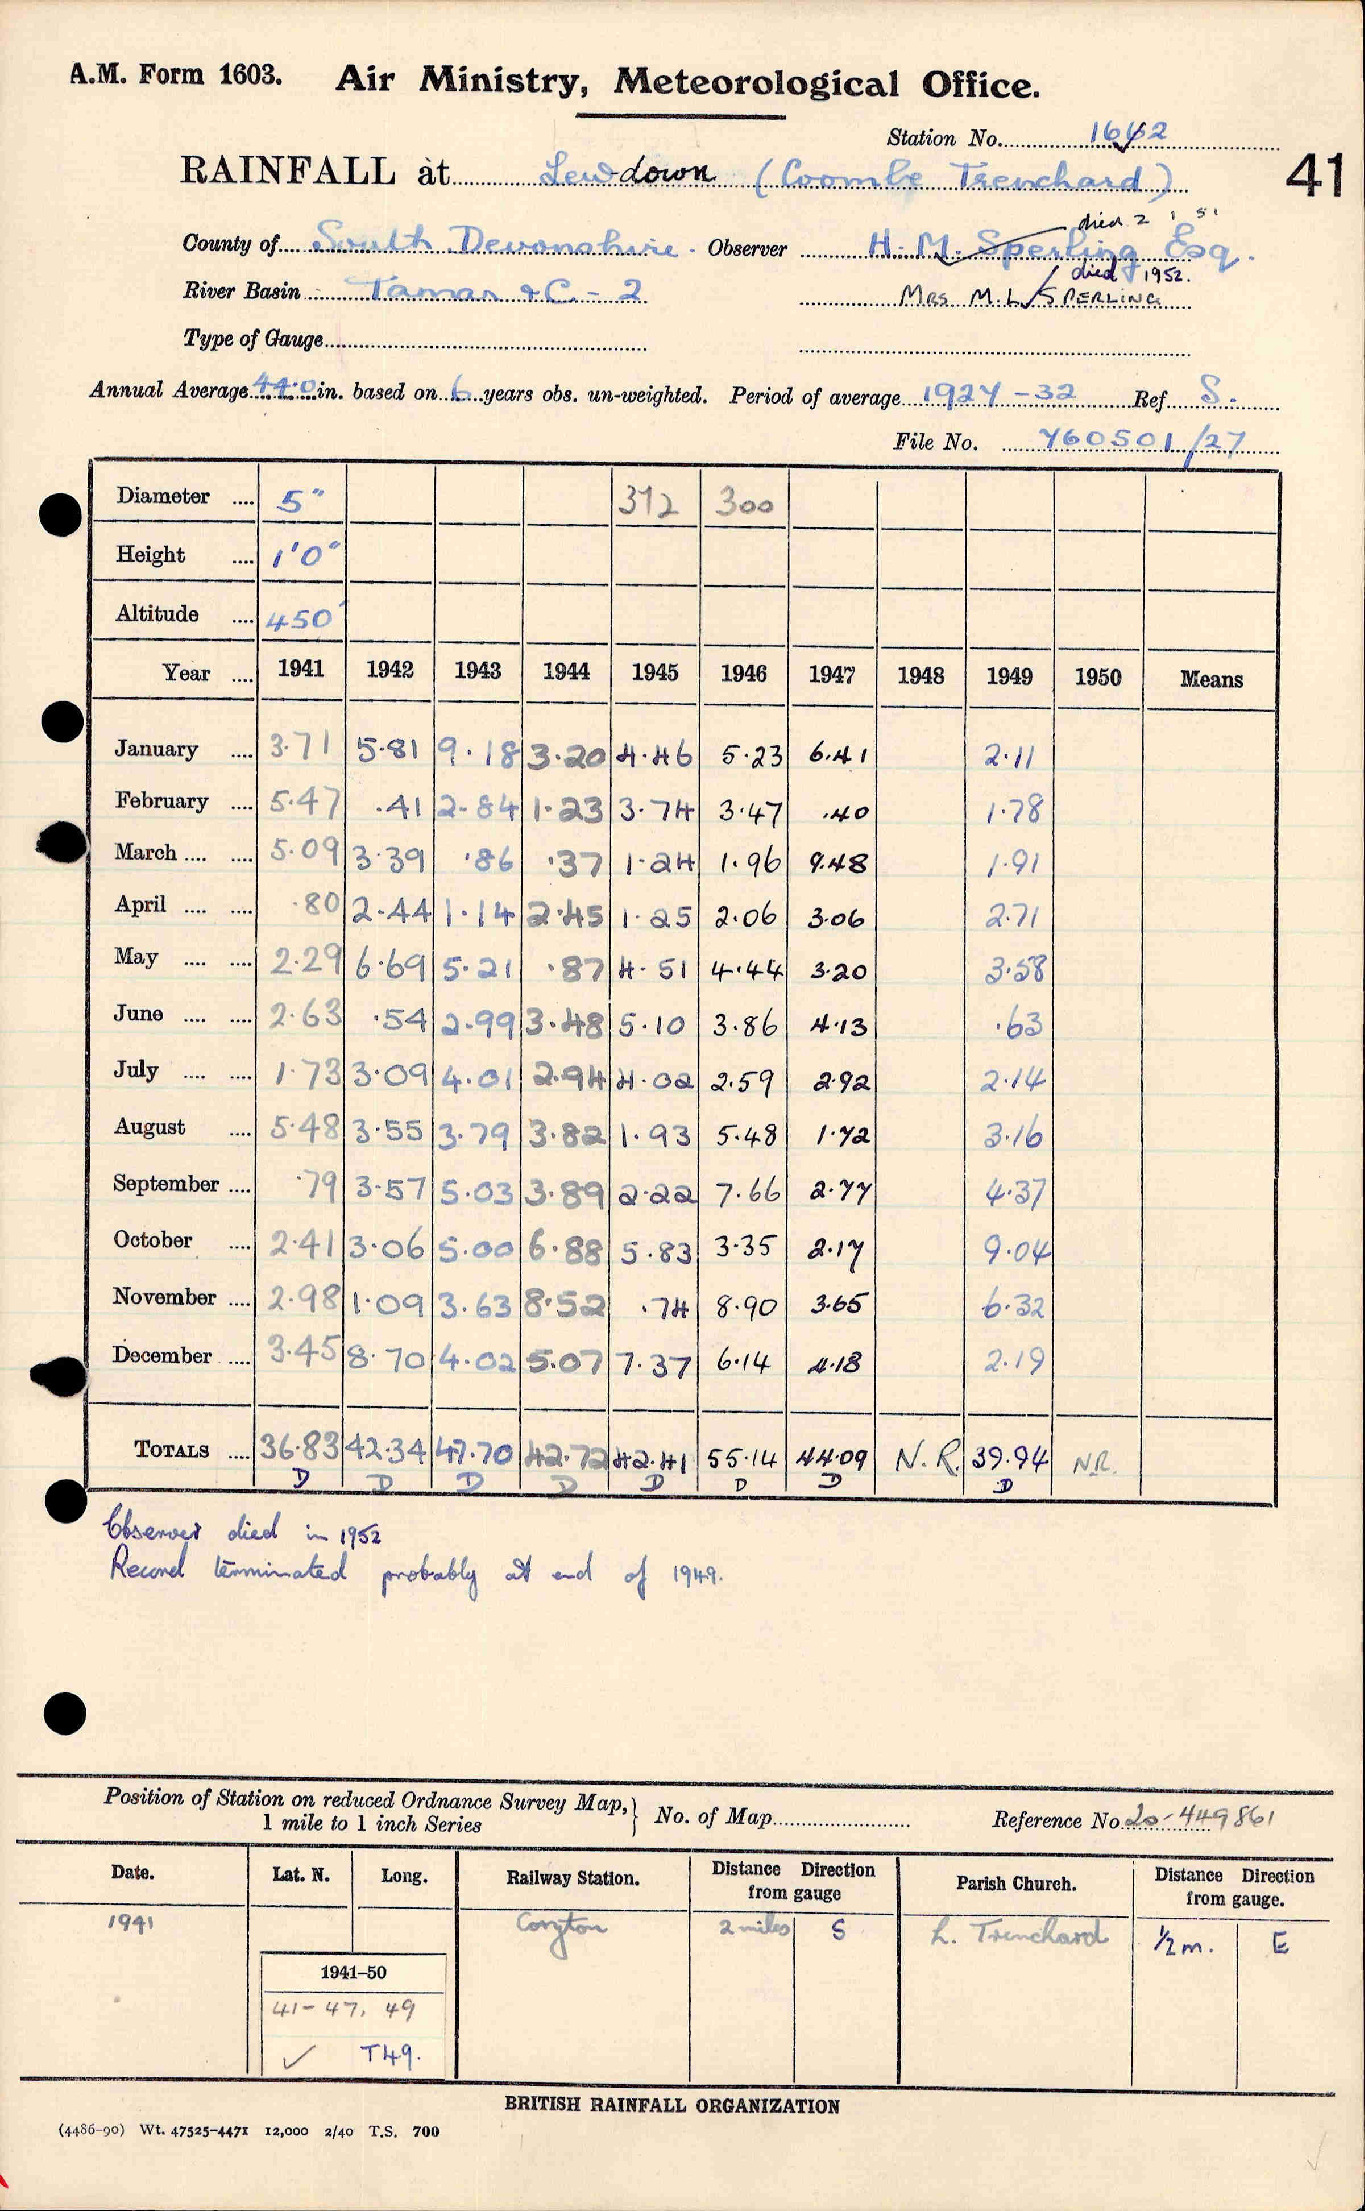 A.M. Form 1603. Air Ministry, Meteorological Office.
Station No. 1662
41
RAINFALL at Lewdown (Coombe Trenchard)
died 2 ' 51
County of South Devonshire. Observer H. M. Sperling Esq.
died 1952.
River Basin Tamar &C. - 2 MRS M.L. SPERLING
Type of Gauge
Annual Average 44.0 in. based on 6 years obs. un-weighted. Period of average 1927-32 Ref S.
File No. 760501/27
Diameter .... 5" 372 300
Height .... 1'0"
Altitude .... 450'
Year .... 1941 1942 1943 1944 1945 1946 1947 1948 1949 1950 Means
January .... 3.71 5.81 9.18 3.20 4.46 5.23 6.41 2.11
February .... 5.47 .41 2.84 1.23 3.74 3.47 .40 1.78
March .... .... 5.09 3.39 .86 .37 1.24 1.96 9.48 1.91
April .... .... .80 2.44 1.14 2.45 1.25 2.06 3.06 2.71
May .... .... 2.29 6.69 5.21 .87 4.51 4.44 3.20 3.58
June .... .... 2.63 .54 2.99 3.48 5.10 3.86 4.13 .63
July .... .... 1.73 3.09 4.01 2.94 4.02 2.59 2.92 2.14
August .... 5.48 3.55 3.79 3.82 1.93 5.48 1.72 3.16
September .... .79 3.57 5.03 3.89 2.22 7.66 2.77 4.37
October .... 2.41 3.06 5.00 6.88 5.83 3.35 2.17 9.04
November .... 2.98 1.09 3.63 8.52 .74 8.90 3.65 6.32
December .... 3.45 8.70 4.02 5.07 7.37 6.14 4.18 2.19
TOTALS .... 36.83 42.34 47.70 42.72 42.41 55.14 44.09 N.R. 39.94 NR.
D D D D D D D D
Observer died in 1952
Record terminated probably at end of 1949.
Position of Station on reduced Ordnance Survey Map,} No. of Map Reference No 20-449861
1 mile to 1 inch Series
Date. Lat. N. Long. Railway Station. Distance Direction from gauge Parish Church. Distance Direction from gauge.
1941 Coryton 2 miles S L. Trenchard ½ m. E
1941-50
41-47, 49
✓ T49.
BRITISH RAINFALL ORGANIZATION
(4486-90) Wt. 47525-4471 12,000 2/40 T.S. 700